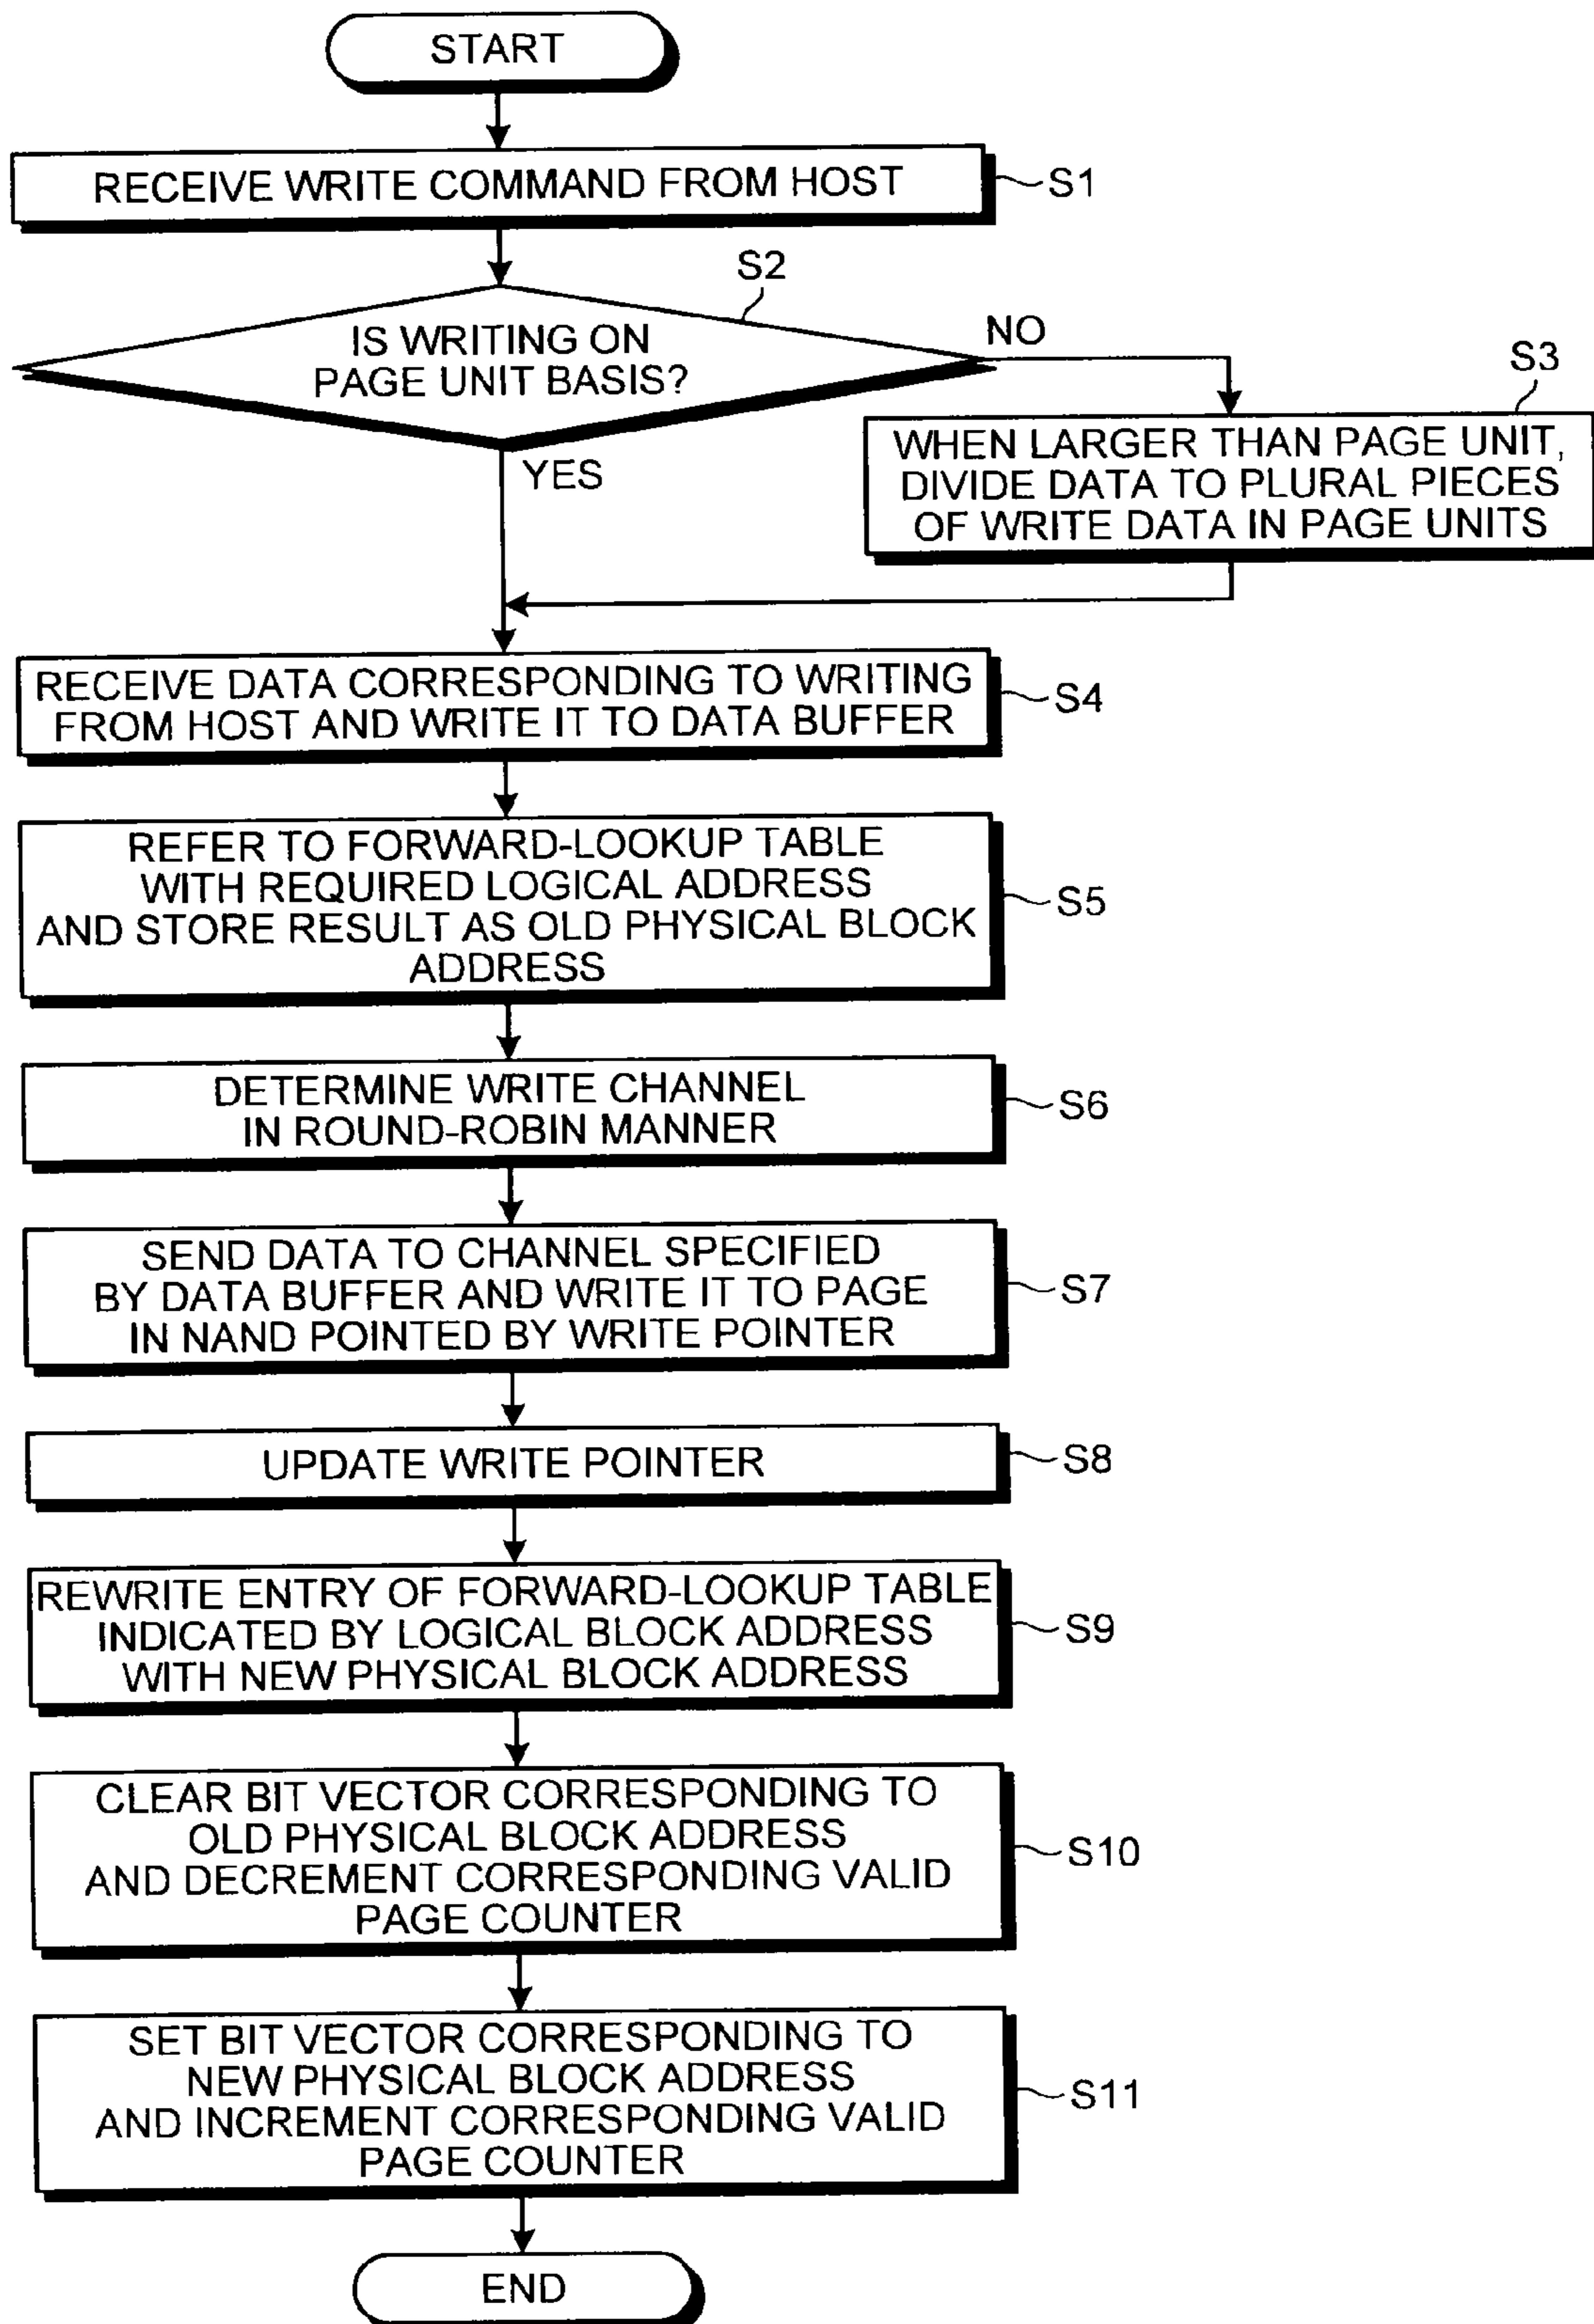 START
RECEIVE WRITE COMMAND FROM HOST
S1
S2
IS WRITING ON
PAGE UNIT BASIS?
NO
YES
S3
WHEN LARGER THAN PAGE UNIT,
DIVIDE DATA TO PLURAL PIECES
OF WRITE DATA IN PAGE UNITS
RECEIVE DATA CORRESPONDING TO WRITING
FROM HOST AND WRITE IT TO DATA BUFFER
S4
REFER TO FORWARD-LOOKUP TABLE
WITH REQUIRED LOGICAL ADDRESS
AND STORE RESULT AS OLD PHYSICAL BLOCK
ADDRESS
S5
DETERMINE WRITE CHANNEL
IN ROUND-ROBIN MANNER
S6
SEND DATA TO CHANNEL SPECIFIED
BY DATA BUFFER AND WRITE IT TO PAGE
IN NAND POINTED BY WRITE POINTER
S7
UPDATE WRITE POINTER
S8
REWRITE ENTRY OF FORWARD-LOOKUP TABLE
INDICATED BY LOGICAL BLOCK ADDRESS
WITH NEW PHYSICAL BLOCK ADDRESS
S9
CLEAR BIT VECTOR CORRESPONDING TO
OLD PHYSICAL BLOCK ADDRESS
AND DECREMENT CORRESPONDING VALID
PAGE COUNTER
S10
SET BIT VECTOR CORRESPONDING TO
NEW PHYSICAL BLOCK ADDRESS
AND INCREMENT CORRESPONDING VALID
PAGE COUNTER
S11
END